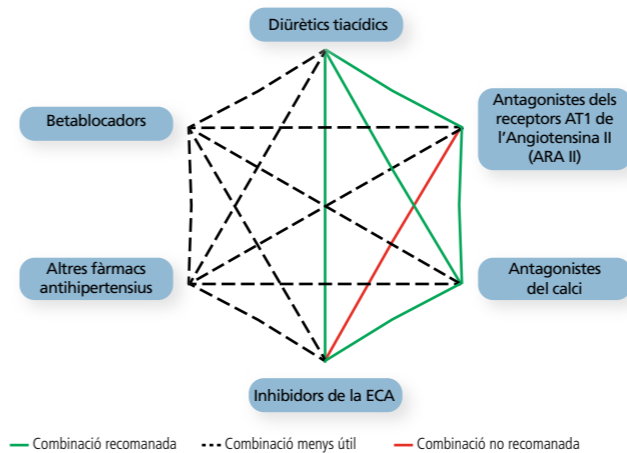 Diürètics tiacídics
Betablocadors
Antagonistes dels
receptors AT1 de
l'Angiotensina II
(ARA II)
Altres fàrmacs
antihipertensius
Antagonistes
del calci
Inhibidors de la ECA
Combinació recomanada
Combinació menys útil
Combinació no recomanada